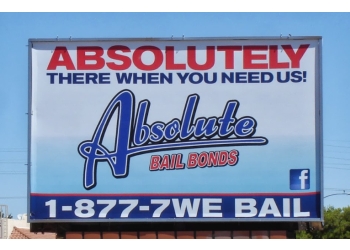 ABSOLUTELY
THERE WHEN YOU NEED US!
Absolute
BAIL BONDS
f
1-877-7WE BAIL